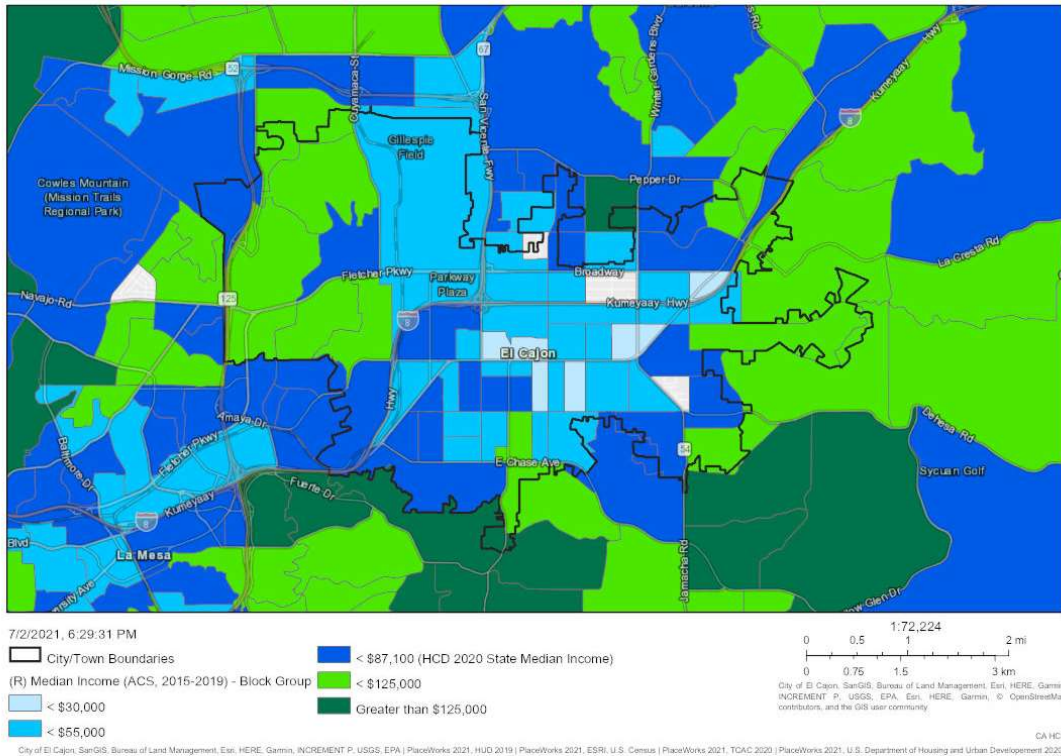 67
Mission Gorge Rd
52
Cuyamaca St
San Vicente Fwy
Winter Gardens Blvd
Rd
Hwy
Kumeyaay
8
Gillespie
Field
Cowles Mountain
(Mission Trails
Regional Park)
Pepper Dr
La Cresta Rd
Fletcher Pkwy
Parkway
Plaza
Broadway
Navajo Rd
125
Kumeyaay Hwy
8
El Cajon
Hwy
Amaya Dr
Fletcher Pkwy
Baltimore Dr
E Chase Ave
54
Dehesa Rd
Sycuan Golf
Kumeyaay
Fuerte Dr
8
Blvd
La Mesa
Jamacha Rd
7/2/2021, 6:29:31 PM
City/Town Boundaries
(R) Median Income (ACS, 2015-2019) - Block Group
< $30,000
< $55,000
< $87,100 (HCD 2020 State Median Income)
< $125,000
Greater than $125,000
1:72,224
0 0.5 1 2 mi
0 0.75 1.5 3 km
City of El Cajon, SanGIS, Bureau of Land Management, Esri, HERE, Garmin,
INCREMENT P, USGS, EPA, Esri, HERE, Garmin, © OpenStreetMap
contributors, and the GIS user community
CA HC
City of El Cajon, SanGIS, Bureau of Land Management, Esri, HERE, Garmin, INCREMENT P, USGS, EPA | PlaceWorks 2021, HUD 2019 | PlaceWorks 2021, ESRI, U.S. Census | PlaceWorks 2021, TCAC 2020 | PlaceWorks 2021, U.S. Department of Housing and Urban Development 2020